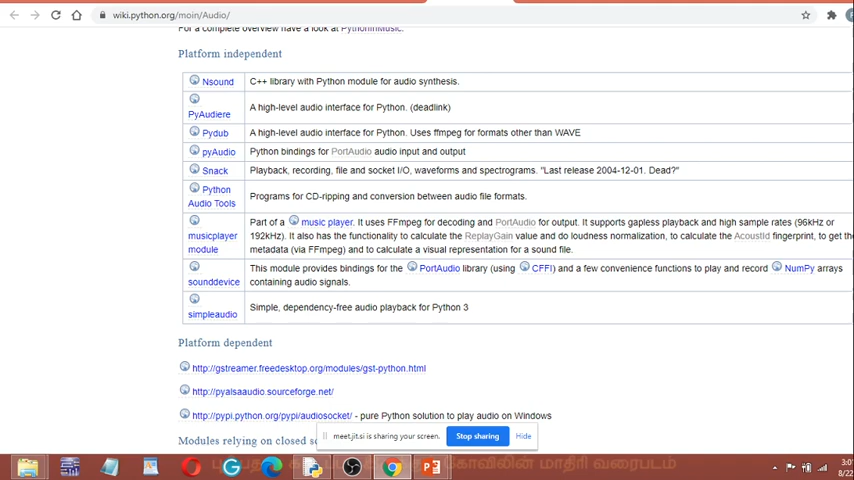 wiki.python.org/moin/Audio/
For a complete overview have a look at PythonInMusic.
Platform independent
Nsound C++ library with Python module for audio synthesis.
PyAudiere A high-level audio interface for Python. (deadlink)
Pydub A high-level audio interface for Python. Uses ffmpeg for formats other than WAVE
pyAudio Python bindings for PortAudio audio input and output
Snack Playback, recording, file and socket I/O, waveforms and spectrograms. "Last release 2004-12-01. Dead?"
Python
Audio Tools Programs for CD-ripping and conversion between audio file formats.
musicplayer
module
Part of a music player. It uses FFmpeg for decoding and PortAudio for output. It supports gapless playback and high sample rates (96kHz or
192kHz). It also has the functionality to calculate the ReplayGain value and do loudness normalization, to calculate the AcoustId fingerprint, to get the
metadata (via FFmpeg) and to calculate a visual representation for a sound file.
sounddevice
This module provides bindings for the PortAudio library (using CFFI) and a few convenience functions to play and record NumPy arrays
containing audio signals.
simpleaudio Simple, dependency-free audio playback for Python 3
Platform dependent
http://gstreamer.freedesktop.org/modules/gst-python.html
http://pyalsaaudio.sourceforge.net/
http://pypi.python.org/pypi/audiosocket/ - pure Python solution to play audio on Windows
Modules relying on closed
meet.jit.si is sharing your screen.
Stop sharing
Hide
மாதிரி வரைபடம்
3:0
8/22